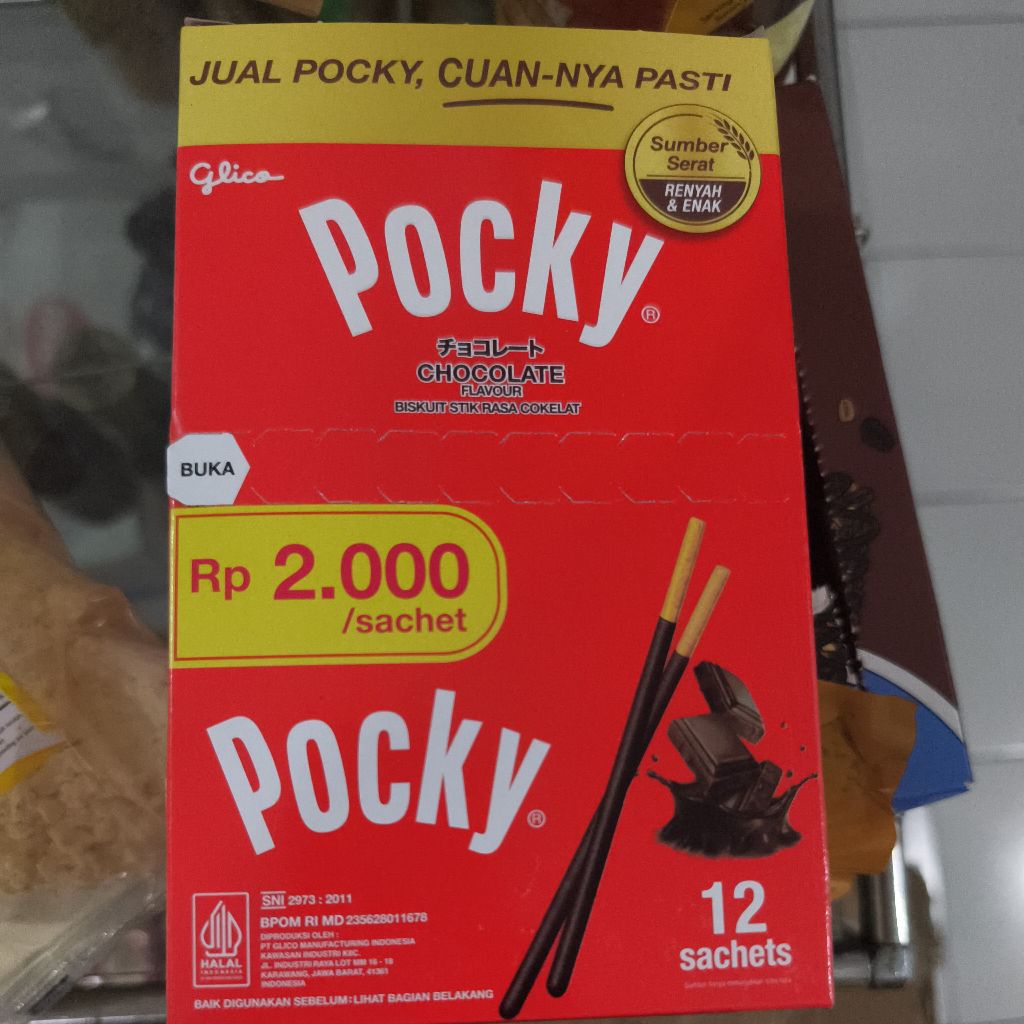 JUAL POCKY, CUAN-NYA PASTI
Glico
Sumber
Serat
RENYAH
& ENAK
Pocky®
チョコレート
CHOCOLATE
FLAVOUR
BISKUIT STIK RASA COKELAT
BUKA
Rp 2.000
/sachet
Pocky®
12
sachets
HALAL
INDONESIA
SNI 2973 : 2011
BPOM RI MD 235628011678
DIPRODUKSI OLEH :
PT GLICO MANUFACTURING INDONESIA
KAWASAN INDUSTRI KIIC.
JL. INDUSTRI RAYA LOT MM 16 - 18
KARAWANG, JAWA BARAT, 41361
INDONESIA
BAIK DIGUNAKAN SEBELUM : LIHAT BAGIAN BELAKANG